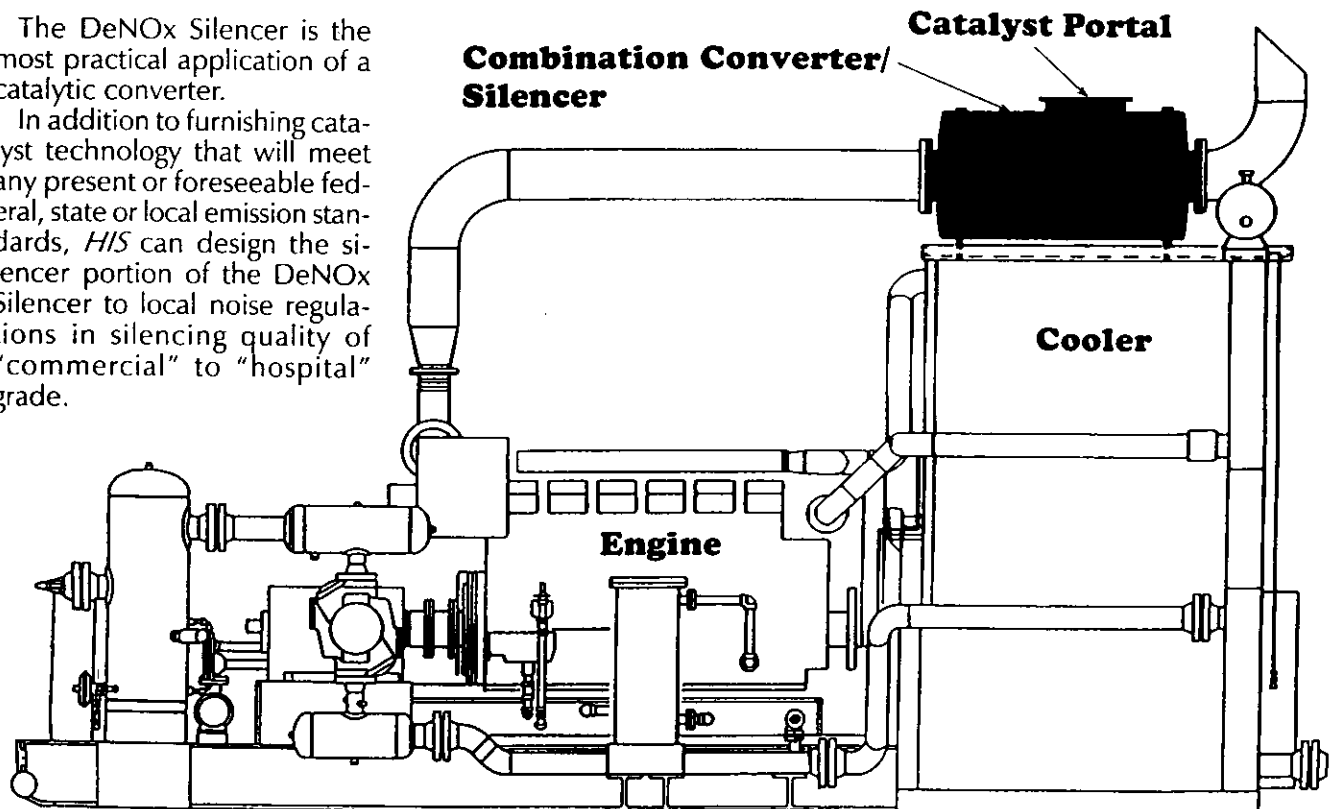 The DeNOx Silencer is the
most practical application of a
catalytic converter.
In addition to furnishing cata-
lyst technology that will meet
any present or foreseeable fed-
eral, state or local emission stan-
dards, HIS can design the si-
lencer portion of the DeNOx
Silencer to local noise regula-
tions in silencing quality of
"commercial" to "hospital"
grade.
Catalyst Portal
Combination Converter/
Silencer
Cooler
Engine